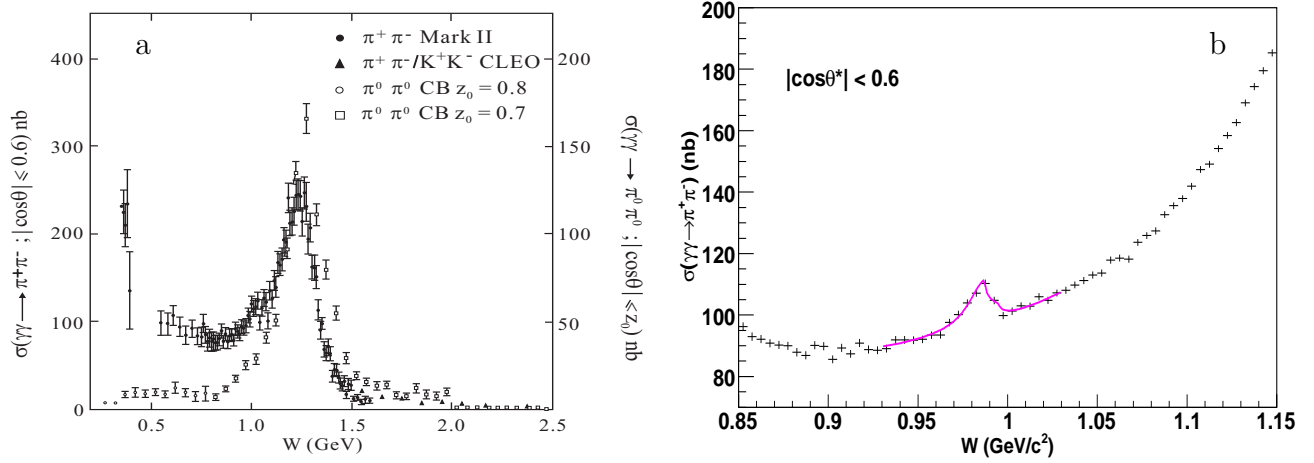 a
π⁺ π⁻ Mark II
π⁺ π⁻/K⁺K⁻ CLEO
π⁰ π⁰ CB z₀ = 0.8
π⁰ π⁰ CB z₀ = 0.7
σ(γγ → π⁺π⁻ ; |cosθ| ⩽ 0.6) nb
400
300
200
100
0
200
150
100
50
0
σ(γγ → π⁰π⁰ ; |cosθ| ⩽ z₀) nb
0.5 1.0 1.5 2.0 2.5
W (GeV)
b
|cosθ*| < 0.6
σ(γγ→π⁺π⁻) (nb)
200
180
160
140
120
100
80
0.85 0.9 0.95 1 1.05 1.1 1.15
W (GeV/c²)